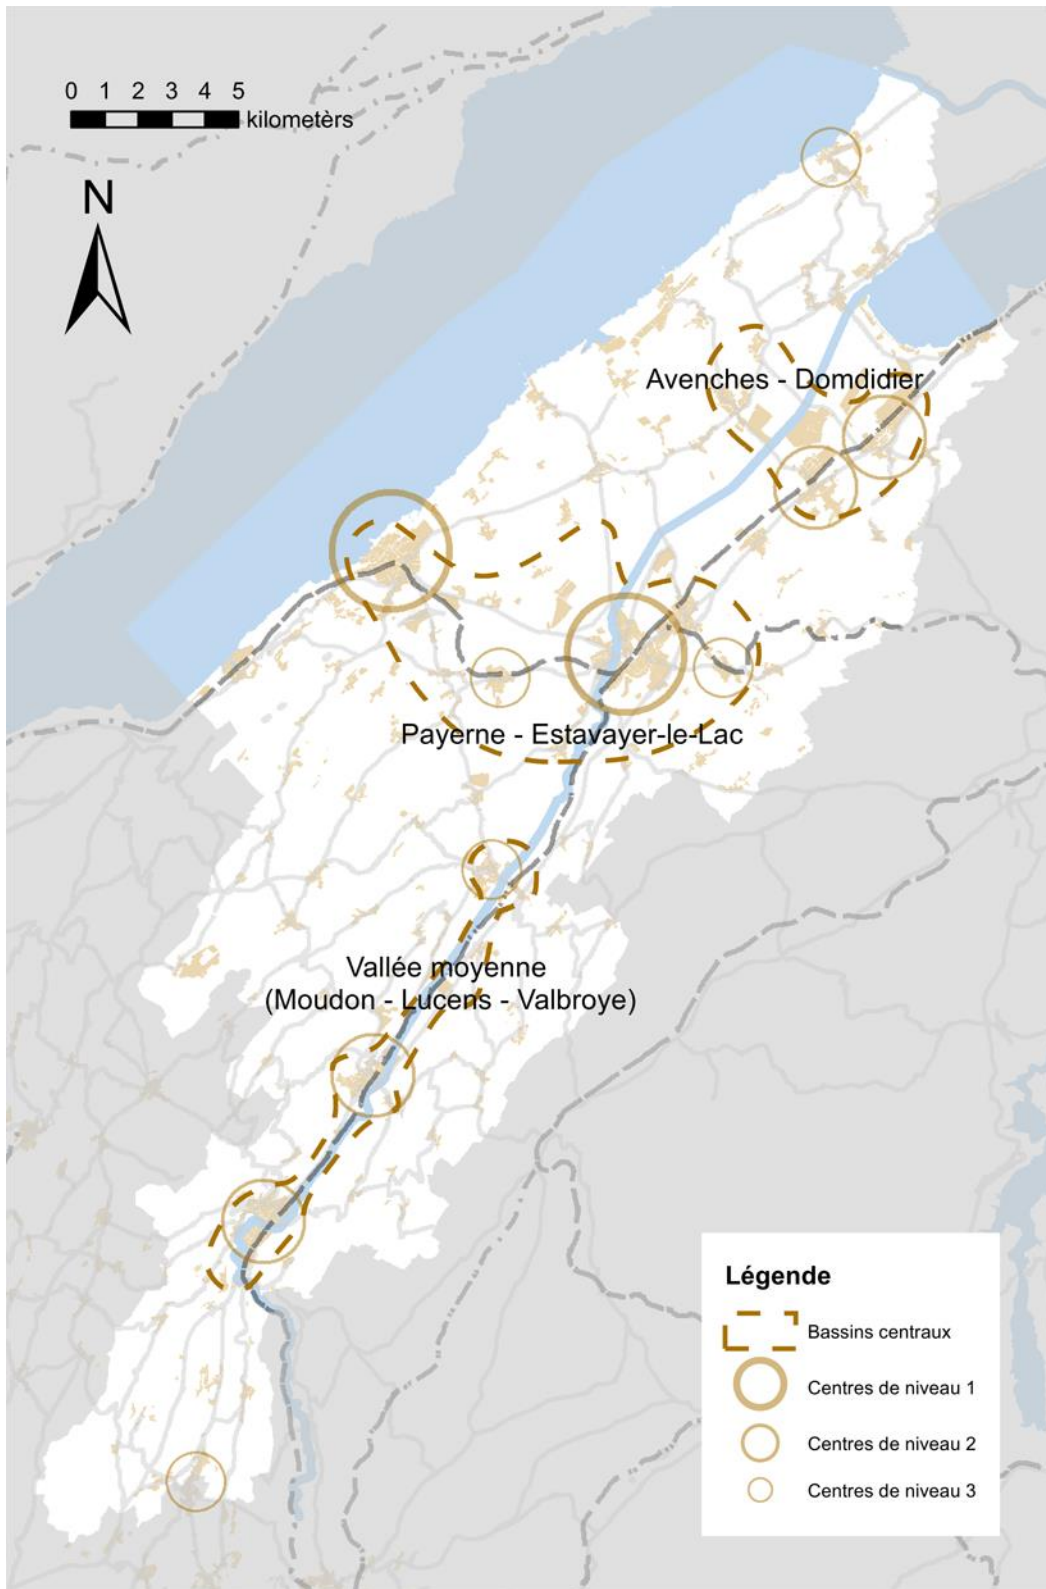 0 1 2 3 4 5
kilometèrs
N
Avenches - Domdidier
Payerne - Estavayer-le-Lac
Vallée moyenne
(Moudon - Lucens - Valbroye)
Légende
Bassins centraux
Centres de niveau 1
Centres de niveau 2
Centres de niveau 3